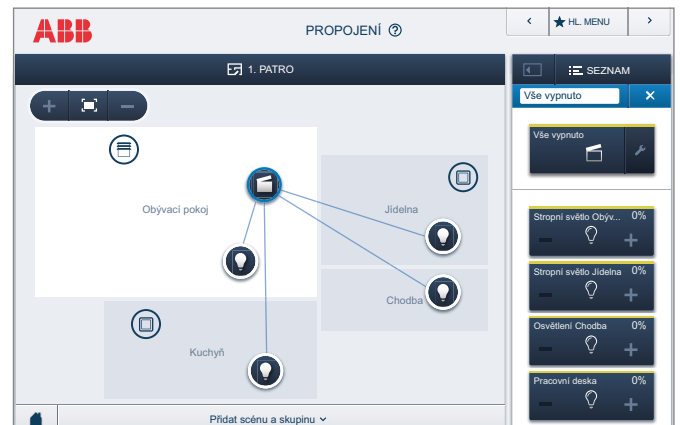 ABB
PROPOJENÍ ?
HL. MENU
1. PATRO
SEZNAM
Vše vypnuto
Vše vypnuto
Obývací pokoj
Jídelna
Chodba
Kuchyň
Stropní světlo Obýv... 0%
Stropní světlo Jídelna 0%
Osvětlení Chodba 0%
Pracovní deska 0%
Přidat scénu a skupinu